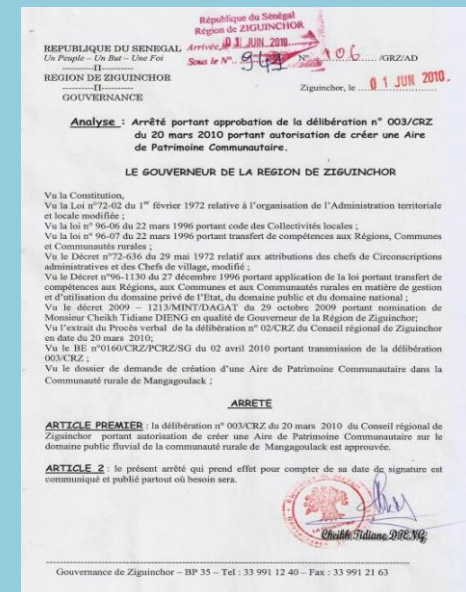 République du Sénégal
Région de ZIGUINCHOR
REPUBLIQUE DU SENEGAL Arrivée 01 JUIN 2010
Un Peuple – Un But – Une Foi Sous le N° 947 N° 106 /GRZ/AD
----------II----------
REGION DE ZIGUINCHOR Ziguinchor, le 01 JUN 2010.
----------II----------
GOUVERNANCE
Analyse : Arrêté portant approbation de la délibération n° 003/CRZ
du 20 mars 2010 portant autorisation de créer une Aire
de Patrimoine Communautaire.
LE GOUVERNEUR DE LA REGION DE ZIGUINCHOR
Vu la Constitution,
Vu la Loi n°72-02 du 1er février 1972 relative à l'organisation de l'Administration territoriale
et locale modifiée ;
Vu la loi n° 96-06 du 22 mars 1996 portant code des Collectivités locales ;
Vu la loi n° 96-07 du 22 mars 1996 portant transfert de compétences aux Régions, Communes
et Communautés rurales ;
Vu le Décret n°72-636 du 29 mai 1972 relatif aux attributions des chefs de Circonscriptions
administratives et des Chefs de village, modifié ;
Vu le Décret n°96-1130 du 27 décembre 1996 portant application de la loi portant transfert de
compétences aux Régions, aux Communes et aux Communautés rurales en matière de gestion
et d'utilisation du domaine privé de l'Etat, du domaine public et du domaine national ;
Vu le décret 2009 – 1213/MINT/DAGAT du 29 octobre 2009 portant nomination de
Monsieur Cheikh Tidiane DIENG en qualité de Gouverneur de la Région de Ziguinchor;
Vu l'extrait du Procès verbal de la délibération n° 02/CRZ du Conseil régional de Ziguinchor
en date du 20 mars 2010;
Vu le BE n°0160/CRZ/PCRZ/SG du 02 avril 2010 portant transmission de la délibération
003/CRZ ;
Vu le dossier de demande de création d'une Aire de Patrimoine Communautaire dans la
Communauté rurale de Mangagoulack ;
ARRETE
ARTICLE PREMIER : la délibération n° 003/CRZ du 20 mars 2010 du Conseil régional de
Ziguinchor portant autorisation de créer une Aire de Patrimoine Communautaire sur le
domaine public fluvial de la communauté rurale de Mangagoulack est approuvée.
ARTICLE 2 : le présent arrêté qui prend effet pour compter de sa date de signature est
communiqué et publié partout où besoin sera.
Cheikh Tidiane DIENG
Gouvernance de Ziguinchor – BP 35 – Tel : 33 991 12 40 – Fax : 33 991 21 63